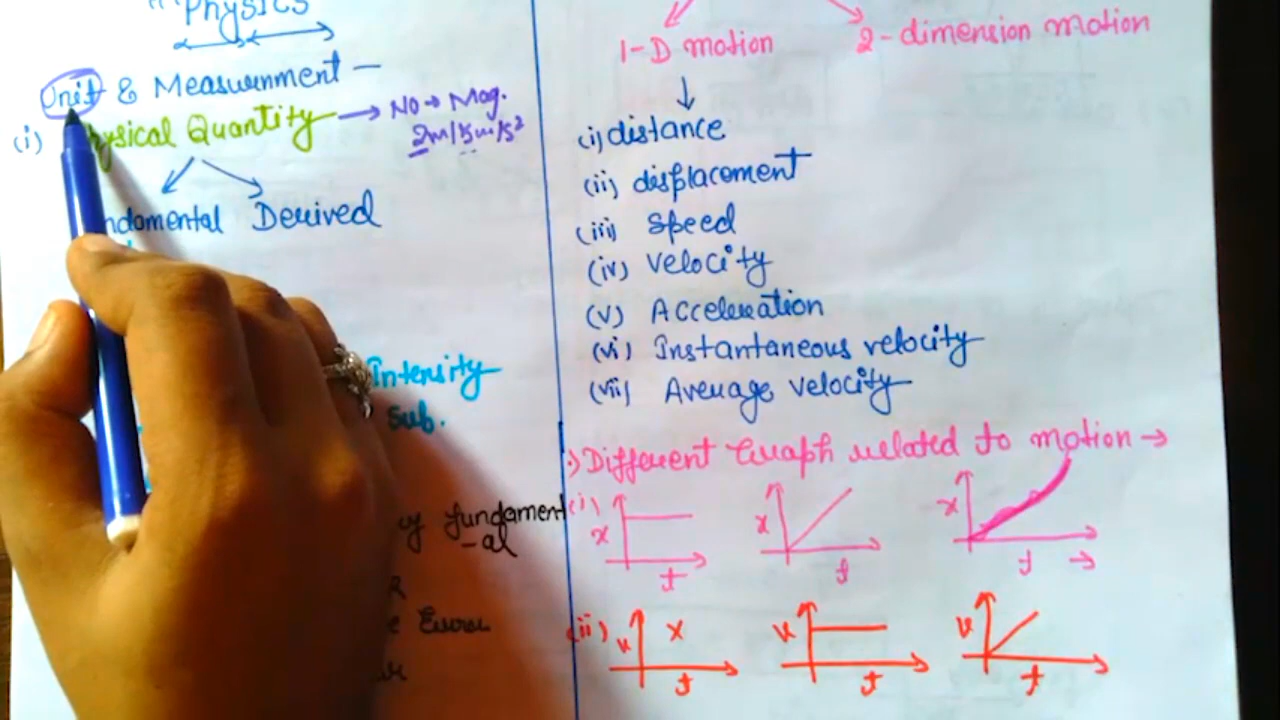 Physics
Unit & Measurnment -
(i) Physical Quantity → No → Mag.
2m/5m/s²
ndamental Derived
Intensity
Sub.
fundament
-al
1-D motion 2-dimension motion
(i) distance
(ii) displacement
(iii) Speed
(iv) velocity
(v) Acceleration
(vi) Instantaneous velocity
(vii) Average velocity
Different Graph related to motion →
(i) x t x t x t
(ii) v x t v t v t